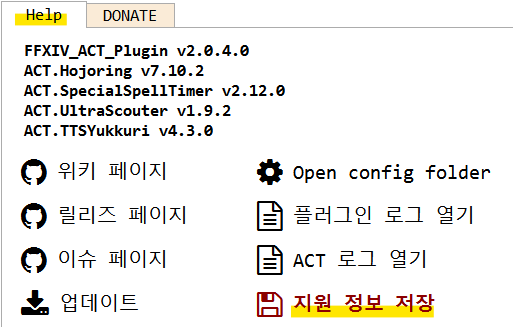 Help DONATE
FFXIV_ACT_Plugin v2.0.4.0
ACT.Hojoring v7.10.2
ACT.SpecialSpellTimer v2.12.0
ACT.UltraScouter v1.9.2
ACT.TTSYukkuri v4.3.0
위키 페이지 Open config folder
릴리즈 페이지 플러그인 로그 열기
이슈 페이지 ACT 로그 열기
업데이트 지원 정보 저장